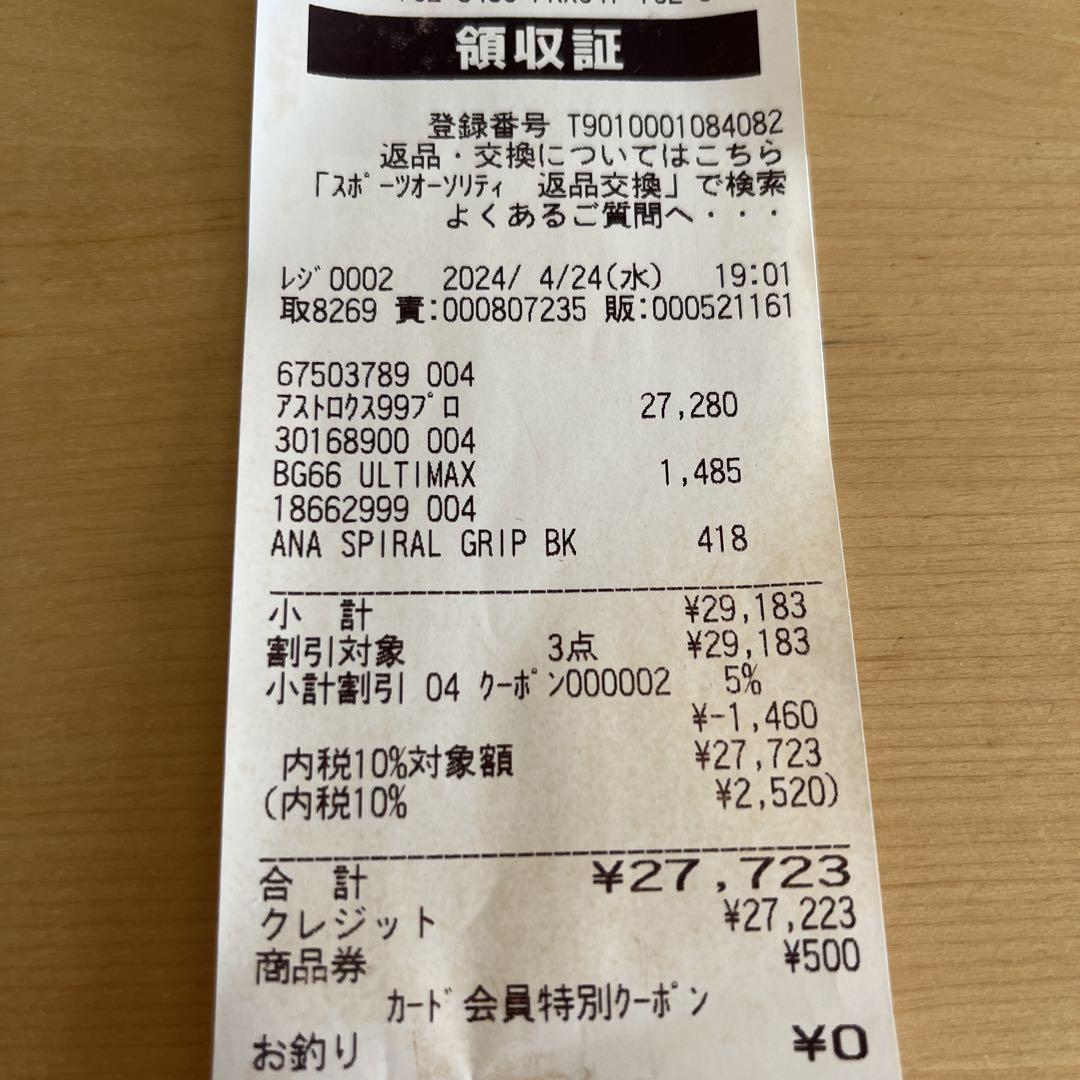 領収証
登録番号 T9010001084082
返品・交換についてはこちら
「ｽﾎﾟｰﾂｵｰｿﾘﾃｨ 返品交換」で検索
よくあるご質問へ・・・
ﾚｼﾞ0002 2024/ 4/24(水) 19:01
取8269 責:000807235 販:000521161
67503789 004
ｱｽﾄﾛｸｽ99ﾌﾟﾛ 27,280
30168900 004
BG66 ULTIMAX 1,485
18662999 004
ANA SPIRAL GRIP BK 418
小 計 ¥29,183
割引対象 3点 ¥29,183
小計割引 04 ｸｰﾎﾟﾝ000002 5%
¥-1,460
内税10%対象額 ¥27,723
(内税10% ¥2,520)
合 計 ¥27,723
クレジット ¥27,223
商品券 ¥500
ｶｰﾄﾞ会員特別ｸｰﾎﾟﾝ
お釣り ¥0